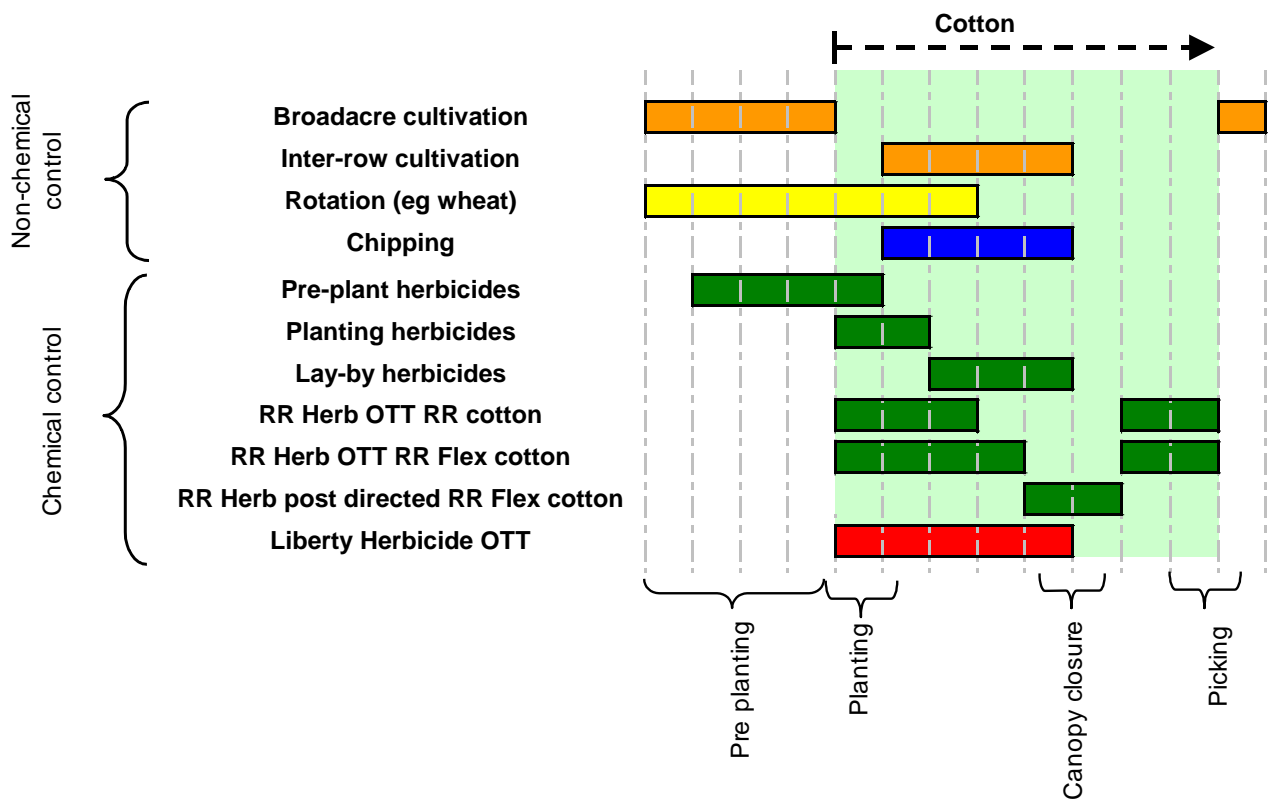 Cotton
Non-chemical
control
Broadacre cultivation
Inter-row cultivation
Rotation (eg wheat)
Chipping
Chemical control
Pre-plant herbicides
Planting herbicides
Lay-by herbicides
RR Herb OTT RR cotton
RR Herb OTT RR Flex cotton
RR Herb post directed RR Flex cotton
Liberty Herbicide OTT
Pre planting
Planting
Canopy closure
Picking